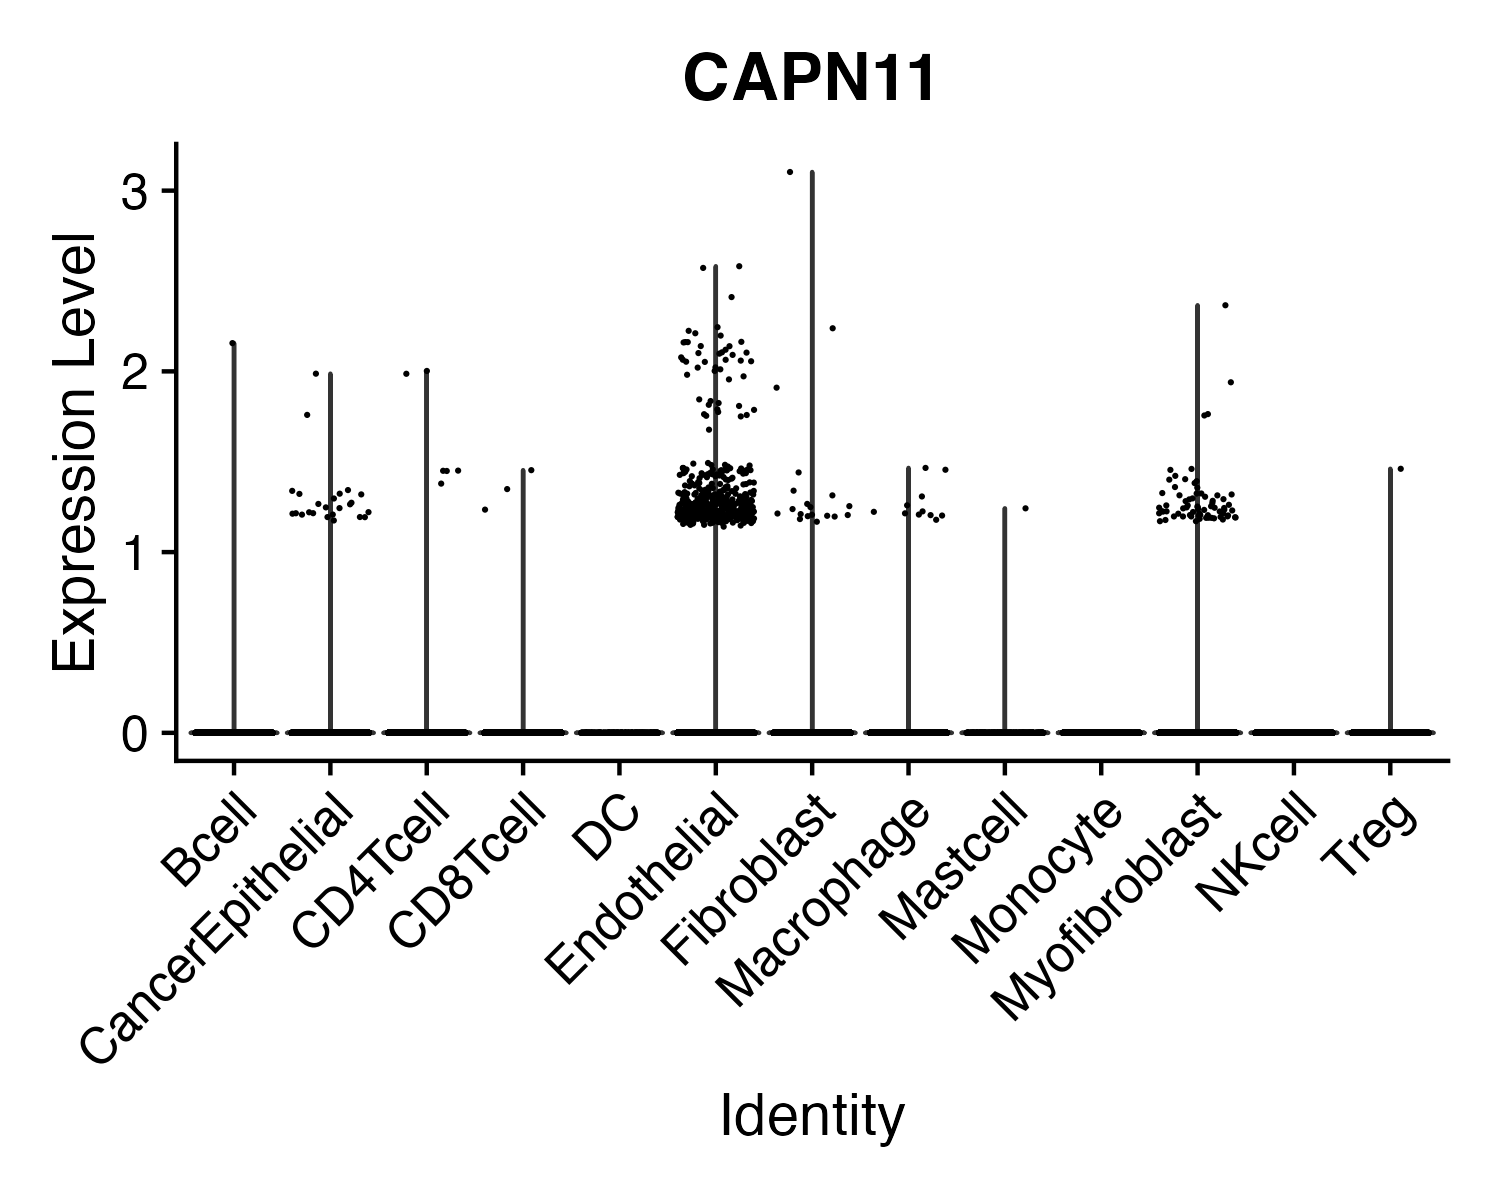 CAPN11
Expression Level
3
2
1
0
Bcell
CancerEpithelial
CD4Tcell
CD8Tcell
DC
Endothelial
Fibroblast
Macrophage
Mastcell
Monocyte
Myofibroblast
NKcell
Treg
Identity